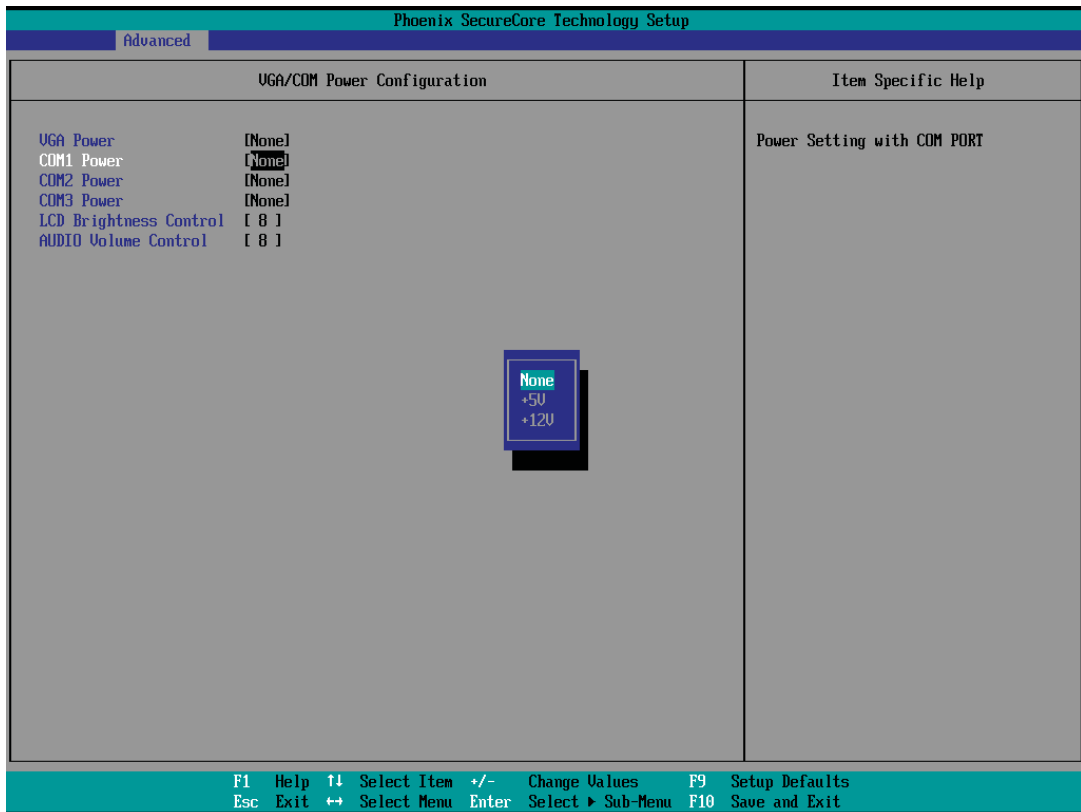 Phoenix SecureCore Technology Setup
Advanced
VGA/COM Power Configuration
Item Specific Help
VGA Power [None]
Power Setting with COM PORT
COM1 Power [None]
COM2 Power [None]
COM3 Power [None]
LCD Brightness Control [ 8 ]
AUDIO Volume Control [ 8 ]
None
+5V
+12V
F1 Help ↑↓ Select Item +/- Change Values F9 Setup Defaults
Esc Exit ↔ Select Menu Enter Select ▶ Sub-Menu F10 Save and Exit